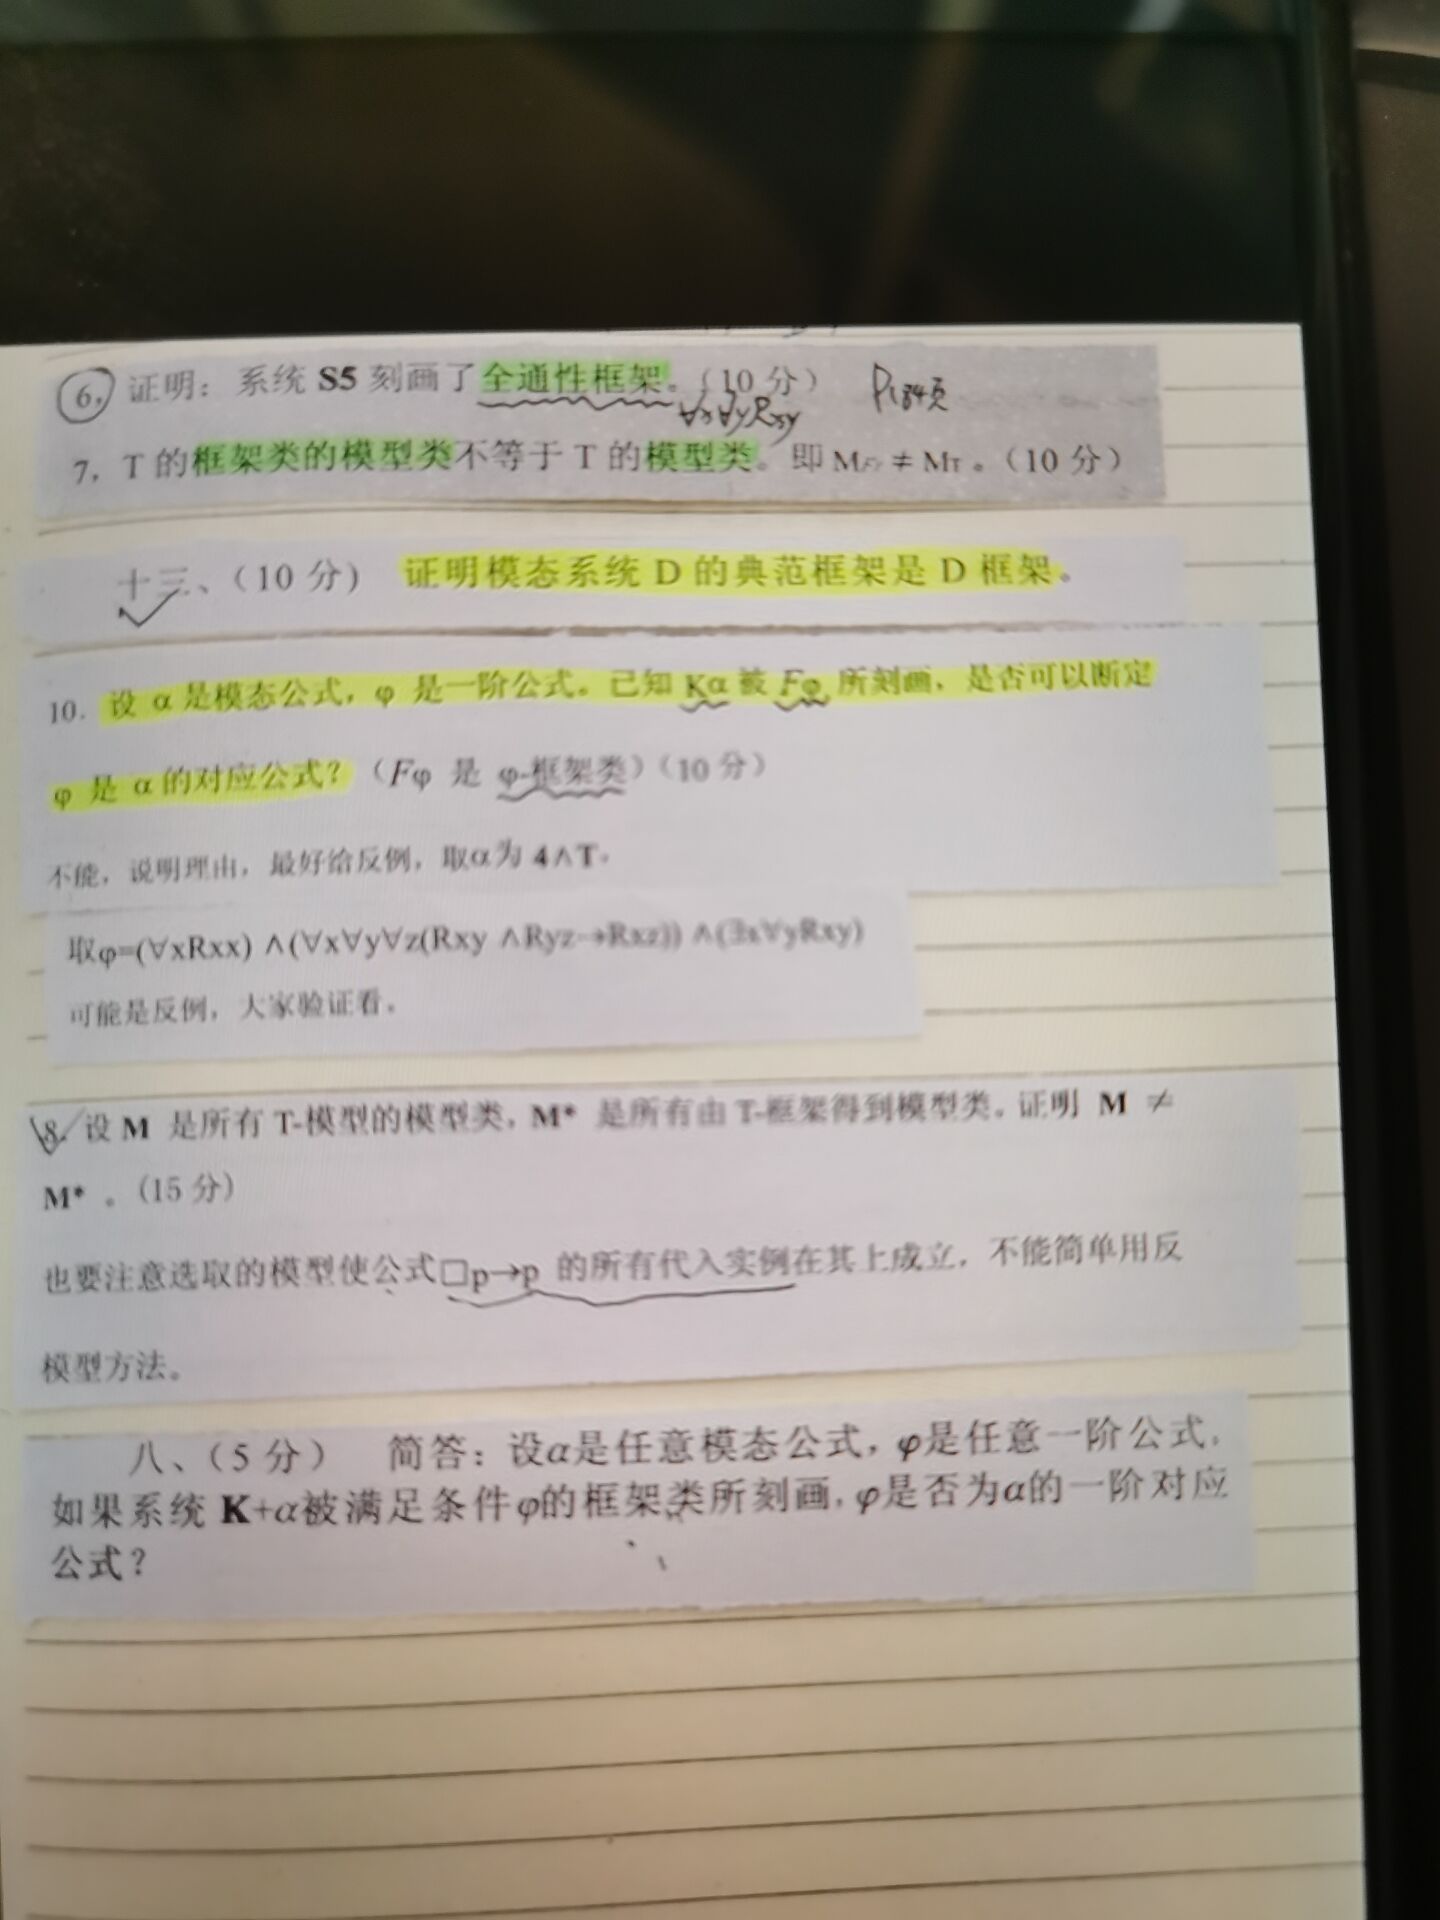 6, 证明：系统 S5 刻画了全通性框架。（10 分） P184页
∀x∀yRxy
7, T 的框架类的模型类不等于 T 的模型类。即 MFT ≠ MT 。（10 分）
十三、（10 分） 证明模态系统 D 的典范框架是 D 框架。
10. 设 α 是模态公式，φ 是一阶公式。已知 Kα 被 Fφ 所刻画，是否可以断定
φ 是 α 的对应公式？（Fφ 是 φ-框架类）（10 分）
不能，说明理由，最好给反例，取α为 4∧T。
取φ=(∀xRxx) ∧(∀x∀y∀z(Rxy ∧Ryz→Rxz)) ∧(∃x∀yRxy)
可能是反例，大家验证看。
8. 设 M 是所有 T-模型的模型类，M* 是所有由 T-框架得到模型类。证明 M ≠
M* 。（15 分）
也要注意选取的模型使公式□p→p 的所有代入实例在其上成立，不能简单用反
模型方法。
八、（5 分） 简答：设α是任意模态公式，φ是任意一阶公式，
如果系统 K+α被满足条件φ的框架类所刻画，φ是否为α的一阶对应
公式？